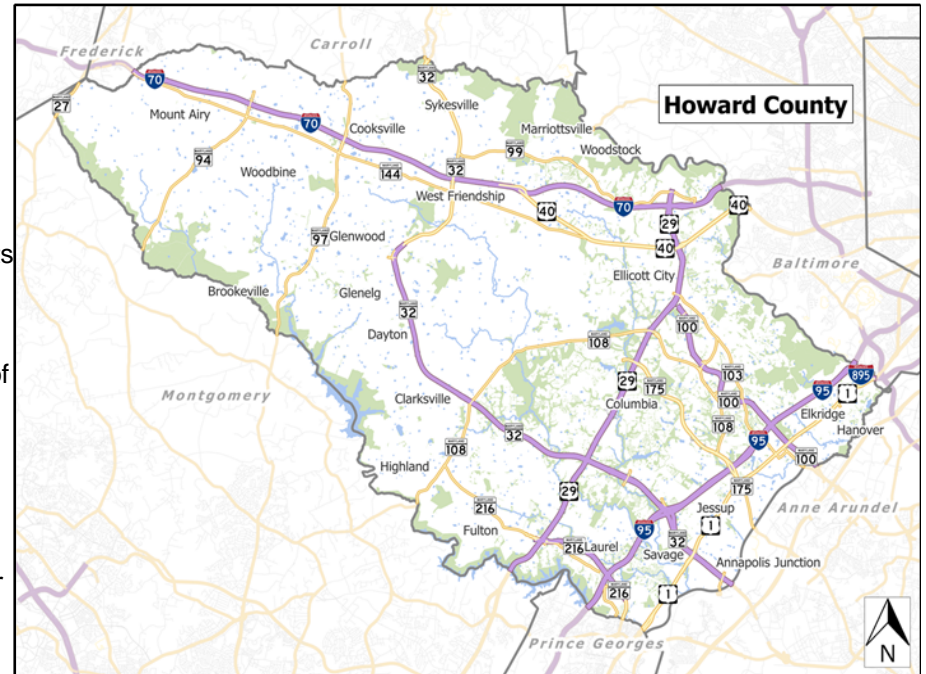 Frederick
Carroll
Howard County
70
27
32
Mount Airy
Sykesville
70
Cooksville
Marriottsville
99
Woodstock
94
Woodbine
144
32
West Friendship
70
40
29
40
40
97
Glenwood
s
Baltimore
Ellicott City
Brookeville
Glenelg
32
Dayton
100
108
of
Montgomery
29
175
103
895
95
1
Clarksville
Columbia
100
Elkridge
108
Hanover
32
95
108
100
Highland
29
175
216
Jessup
Anne Arundel
Fulton
95
1
216
Laurel
32
Savage
Annapolis Junction
216
1
Prince Georges
N